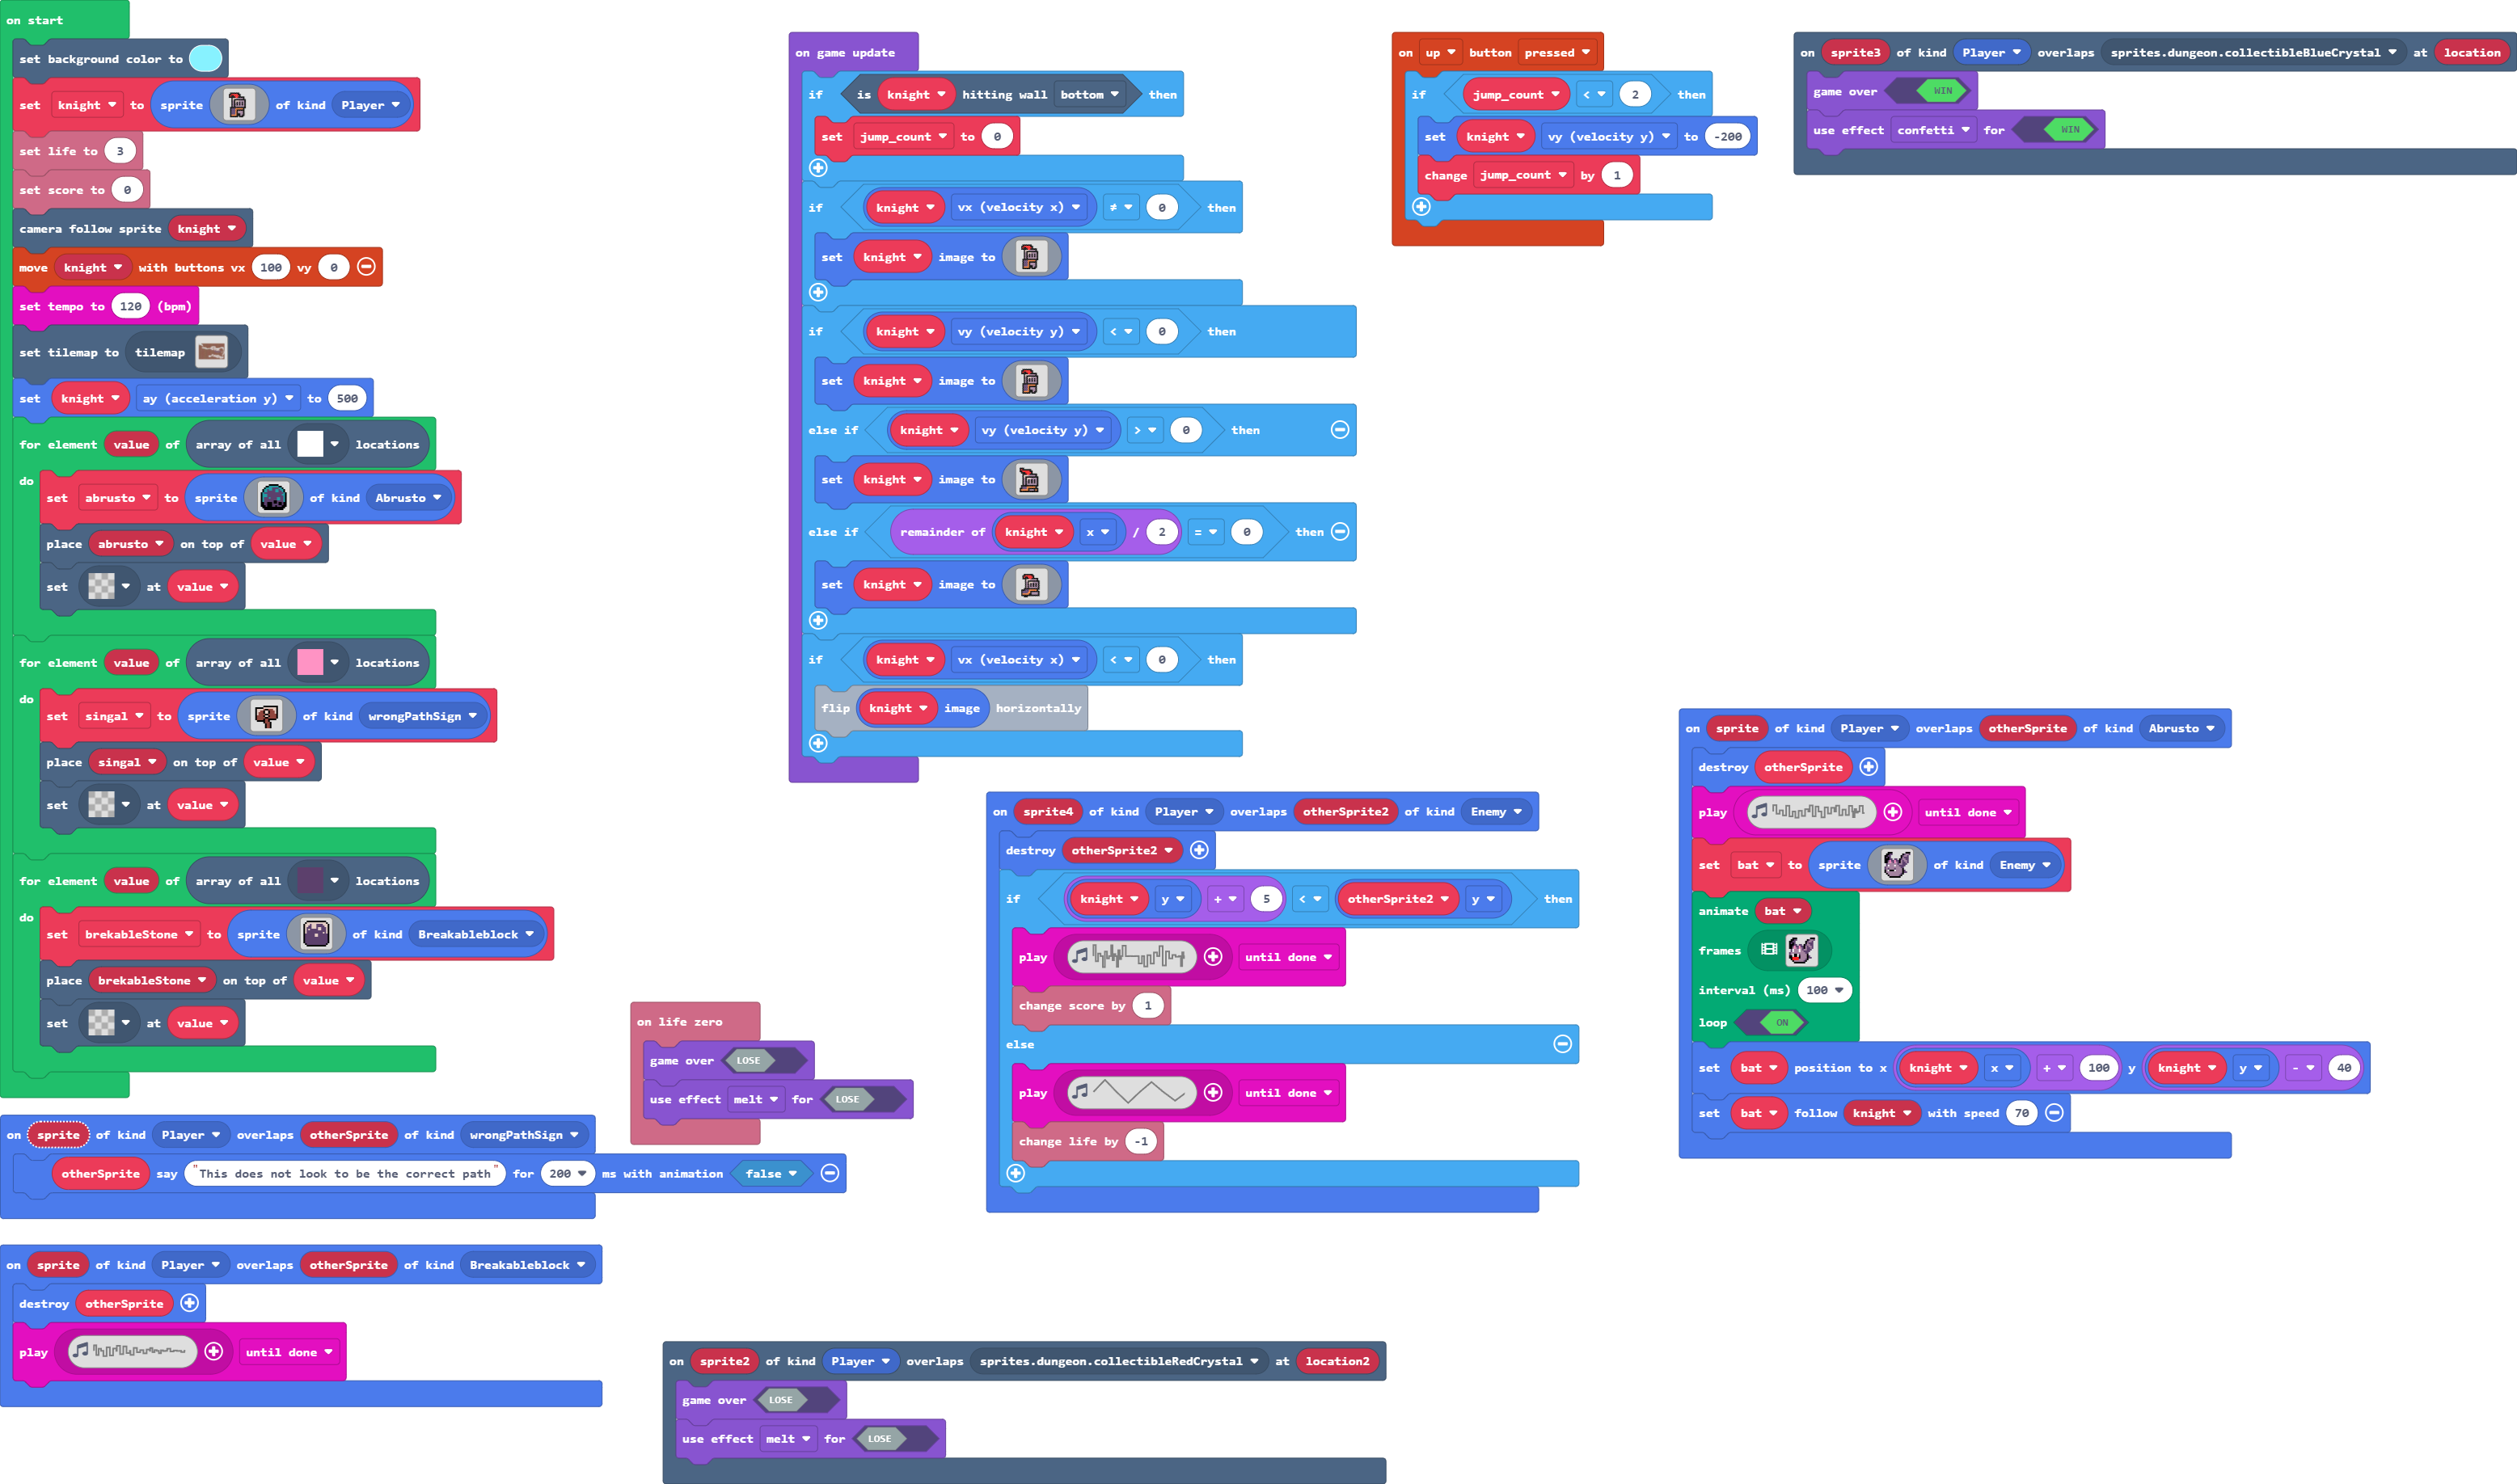 on start
set background color to
set knight to sprite of kind Player
set life to 3
set score to 0
camera follow sprite knight
move knight with buttons vx 100 vy 0
set tempo to 120 (bpm)
set tilemap to tilemap
set knight ay (acceleration y) to 500
for element value of array of all locations
do
set abrusto to sprite of kind Abrusto
place abrusto on top of value
set at value
for element value of array of all locations
do
set singal to sprite of kind wrongPathSign
place singal on top of value
set at value
for element value of array of all locations
do
set brekableStone to sprite of kind Breakableblock
place brekableStone on top of value
set at value
on sprite of kind Player overlaps otherSprite of kind wrongPathSign
otherSprite say "This does not look to be the correct path" for 200 ms with animation false
on sprite of kind Player overlaps otherSprite of kind Breakableblock
destroy otherSprite
play until done
on life zero
game over LOSE
use effect melt for LOSE
on sprite2 of kind Player overlaps sprites.dungeon.collectibleRedCrystal at location2
game over LOSE
use effect melt for LOSE
on game update
if is knight hitting wall bottom then
set jump_count to 0
if knight vx (velocity x) ≠ 0 then
set knight image to
if knight vy (velocity y) < 0 then
set knight image to
else if knight vy (velocity y) > 0 then
set knight image to
else if remainder of knight x / 2 = 0 then
set knight image to
if knight vx (velocity x) < 0 then
flip knight image horizontally
on sprite4 of kind Player overlaps otherSprite2 of kind Enemy
destroy otherSprite2
if knight y + 5 < otherSprite2 y then
play until done
change score by 1
else
play until done
change life by -1
on up button pressed
if jump_count < 2 then
set knight vy (velocity y) to -200
change jump_count by 1
on sprite3 of kind Player overlaps sprites.dungeon.collectibleBlueCrystal at location
game over WIN
use effect confetti for WIN
on sprite of kind Player overlaps otherSprite of kind Abrusto
destroy otherSprite
play until done
set bat to sprite of kind Enemy
animate bat
frames
interval (ms) 100
loop ON
set bat position to x knight x + 100 y knight y - 40
set bat follow knight with speed 70